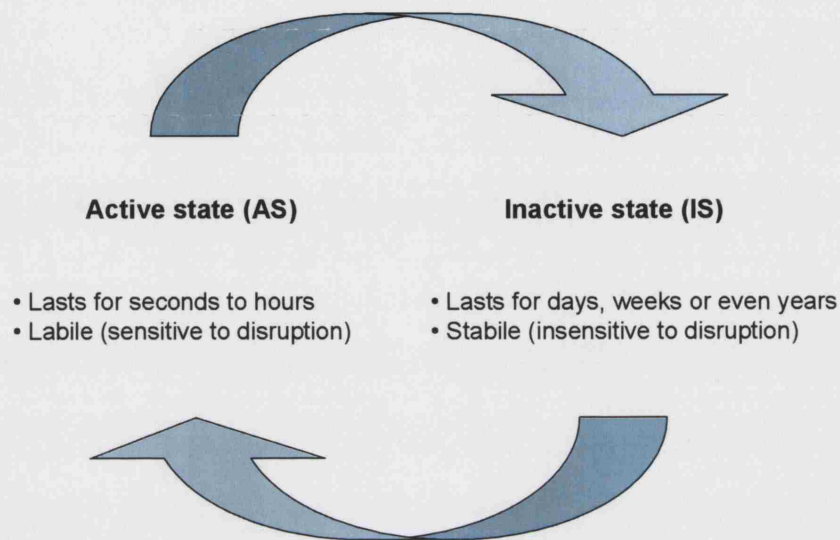 Active state (AS)
• Lasts for seconds to hours
• Labile (sensitive to disruption)
Inactive state (IS)
• Lasts for days, weeks or even years
• Stabile (insensitive to disruption)